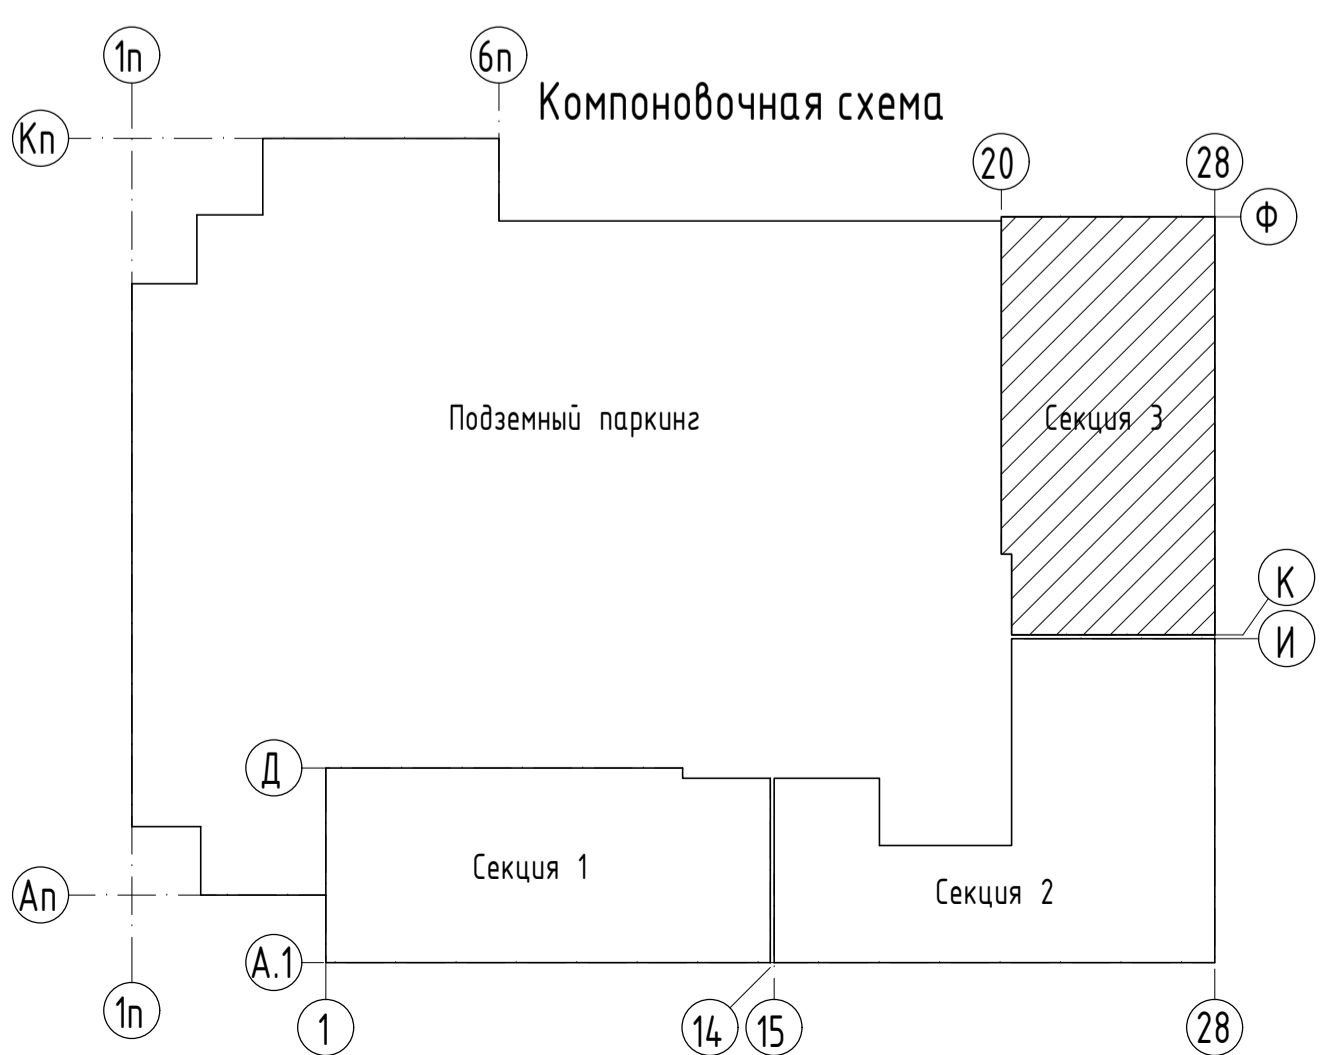 1п
6п
Компоновочная схема
Кп
20
28
Ф
Подземный паркинг
Секция 3
К
И
Д
Секция 1
Секция 2
Ап
А.1
1п
1
14
15
28